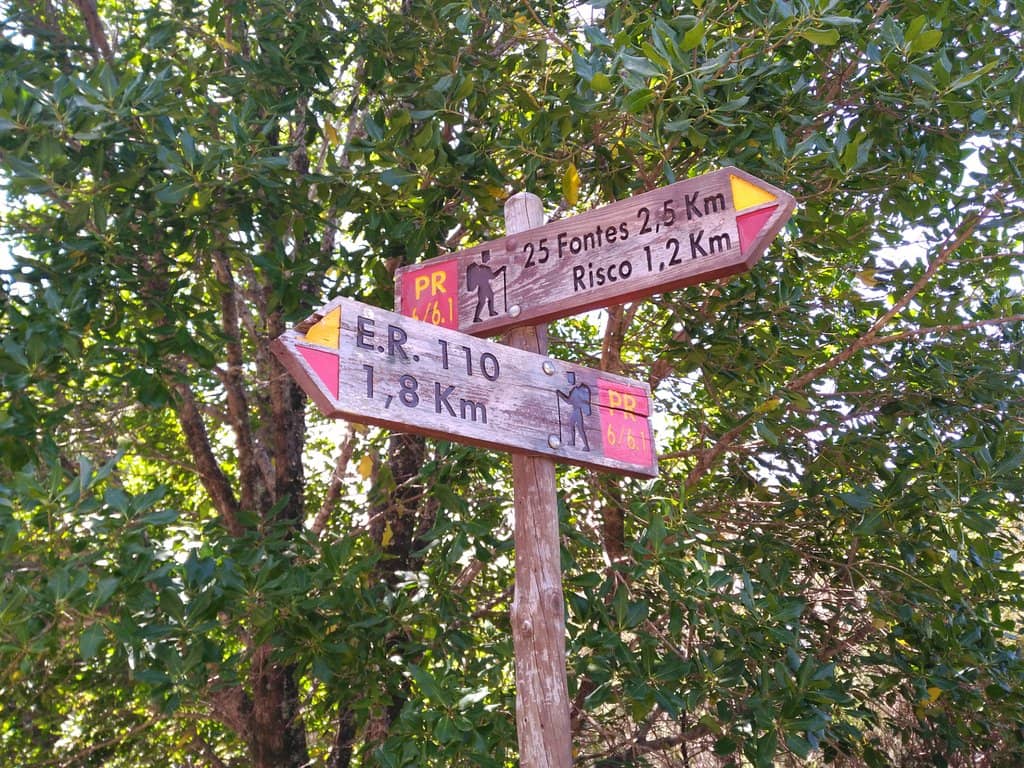 PR
6/6.1
25 Fontes 2,5 Km
Risco 1,2 Km
E.R. 110
1,8 Km
PR
6/6.1